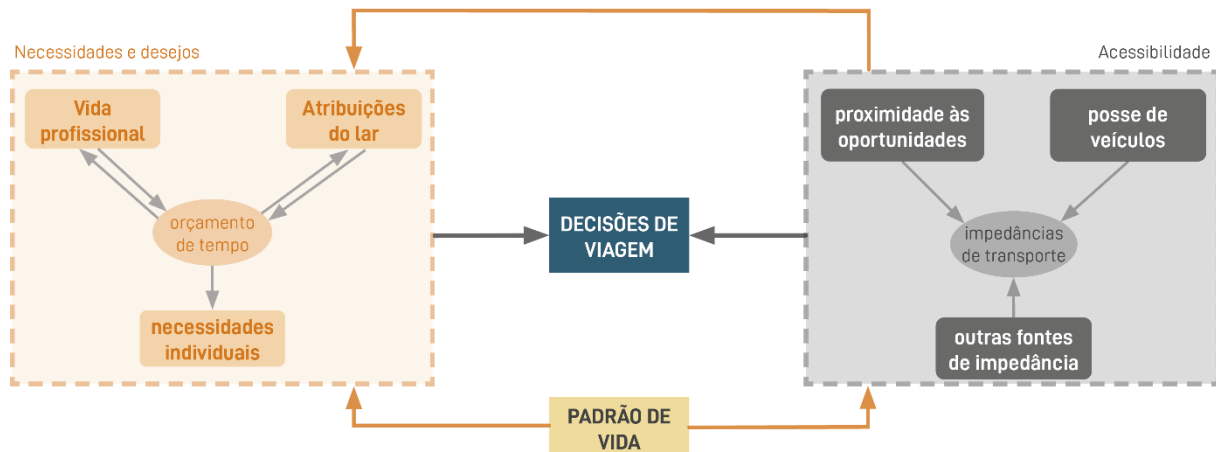 Necessidades e desejos
Vida
profissional
Atribuições
do lar
orçamento
de tempo
necessidades
individuais
DECISÕES DE
VIAGEM
PADRÃO DE
VIDA
Acessibilidade
proximidade às
oportunidades
posse de
veículos
impedâncias
de transporte
outras fontes
de impedância